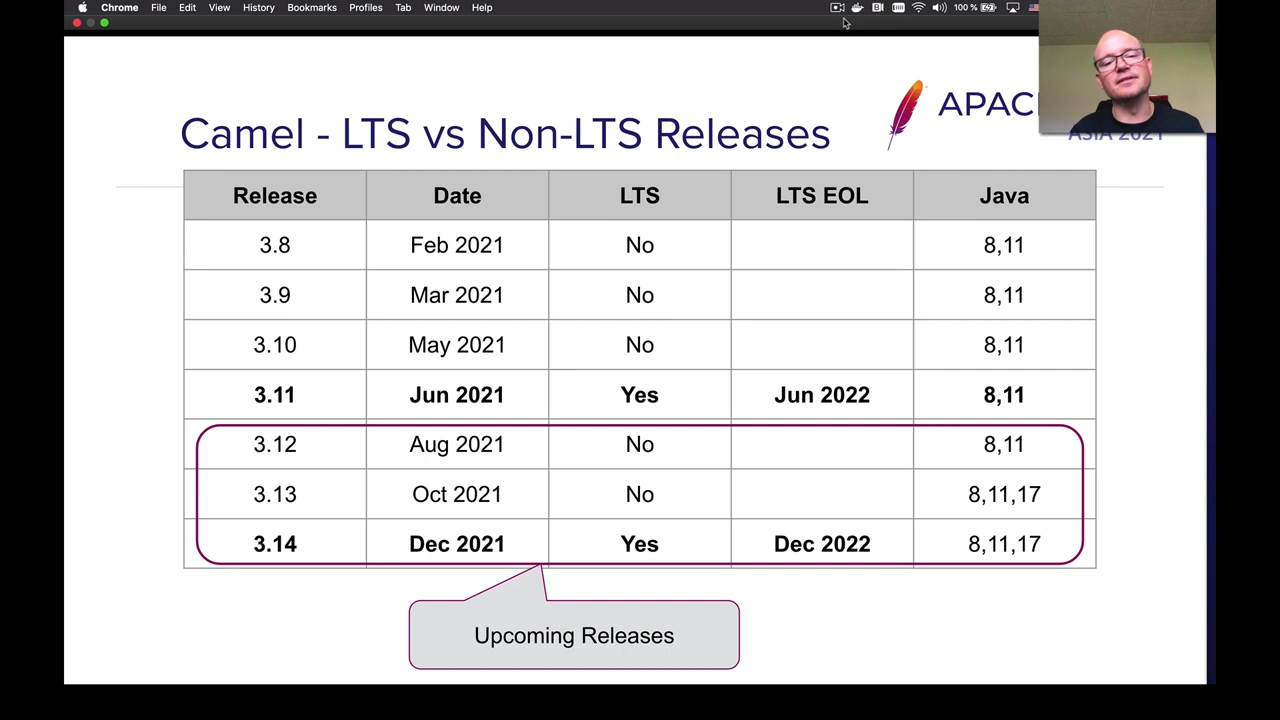 Chrome File Edit View History Bookmarks Profiles Tab Window Help 100 %
APAC
ASIA 2021
Camel - LTS vs Non-LTS Releases
Release Date LTS LTS EOL Java
3.8 Feb 2021 No 8,11
3.9 Mar 2021 No 8,11
3.10 May 2021 No 8,11
3.11 Jun 2021 Yes Jun 2022 8,11
3.12 Aug 2021 No 8,11
3.13 Oct 2021 No 8,11,17
3.14 Dec 2021 Yes Dec 2022 8,11,17
Upcoming Releases